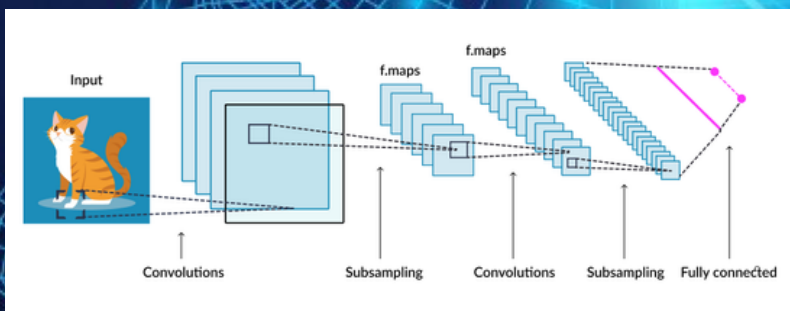 Input
f.maps
f.maps
Convolutions
Subsampling
Convolutions
Subsampling
Fully connected